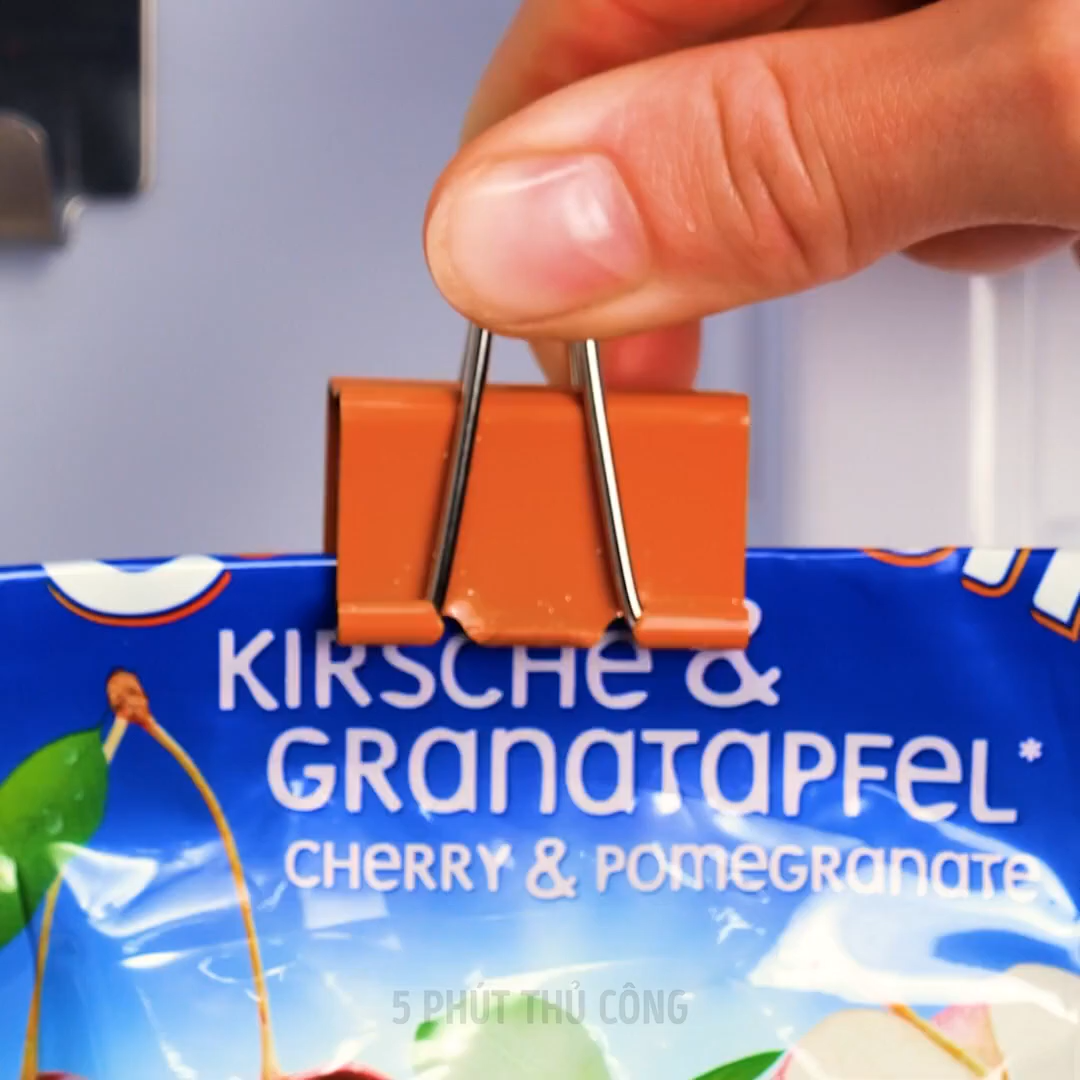 KIRSCHE &
GRANATAPFEL*
CHERRY & POMEGRANATE
5 PHÚT THỦ CÔNG